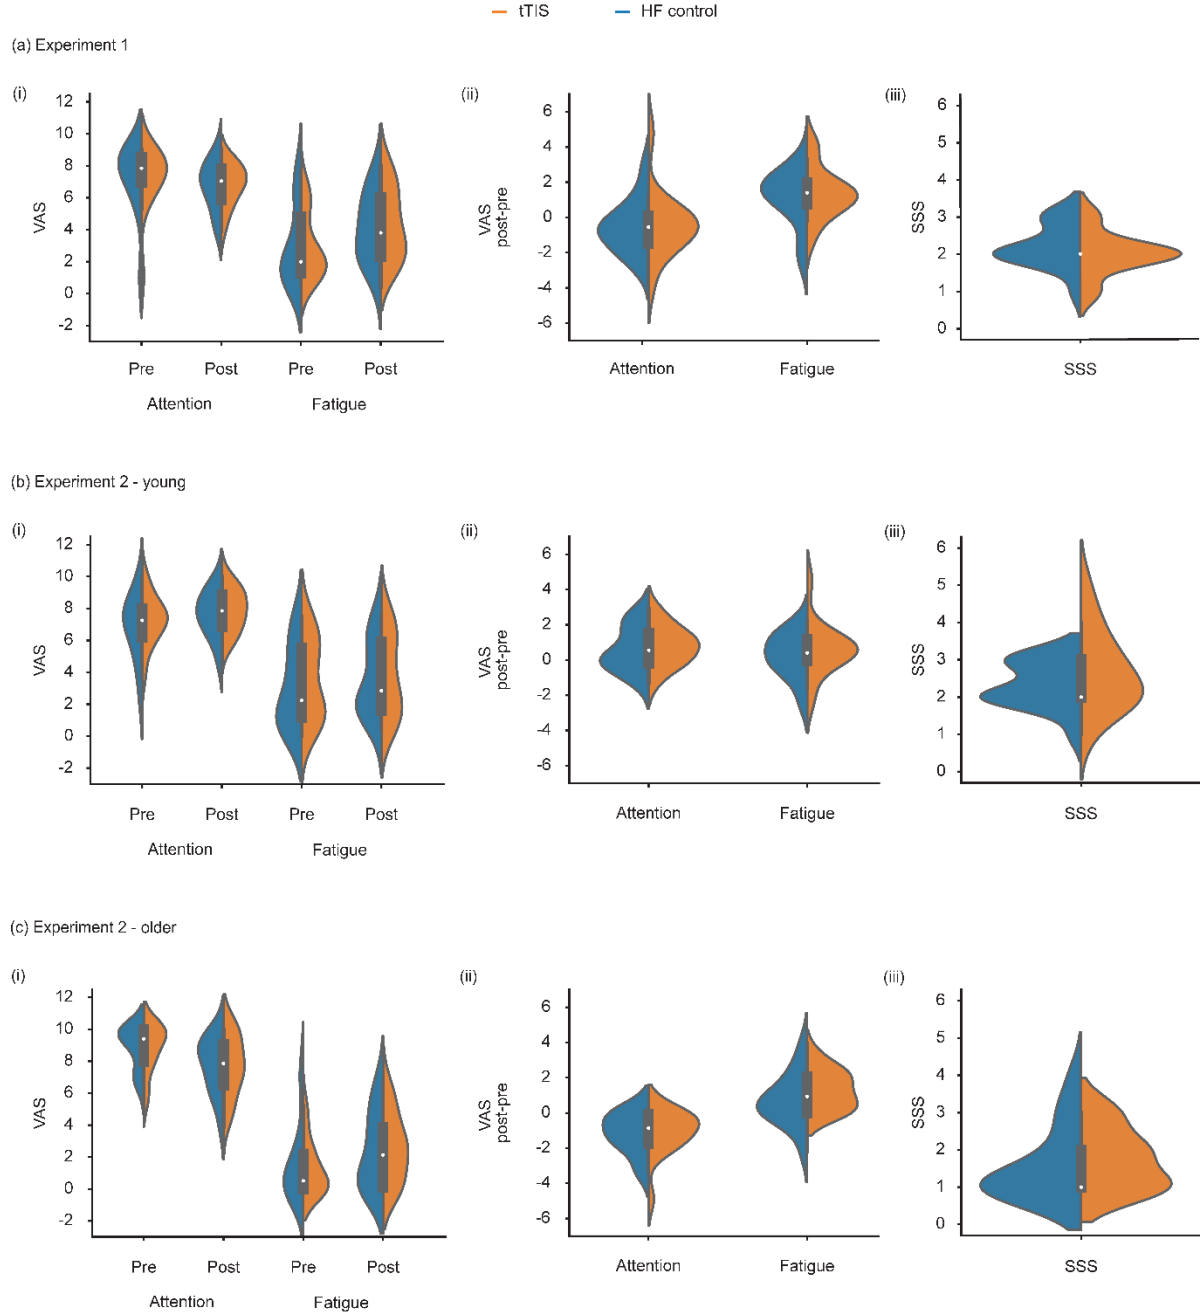 tTIS HF control
(a) Experiment 1
(i) (ii) (iii)
12
10
8
6
4
2
0
-2
VAS
Pre Post Pre Post
Attention Fatigue
6
4
2
0
-2
-4
-6
VAS
post-pre
Attention Fatigue
6
5
4
3
2
1
0
SSS
SSS
(b) Experiment 2 - young
(i) (ii) (iii)
12
10
8
6
4
2
0
-2
VAS
Pre Post Pre Post
Attention Fatigue
6
4
2
0
-2
-4
-6
VAS
post-pre
Attention Fatigue
6
5
4
3
2
1
0
SSS
SSS
(c) Experiment 2 - older
(i) (ii) (iii)
12
10
8
6
4
2
0
-2
VAS
Pre Post Pre Post
Attention Fatigue
6
4
2
0
-2
-4
-6
VAS
post-pre
Attention Fatigue
6
5
4
3
2
1
0
SSS
SSS